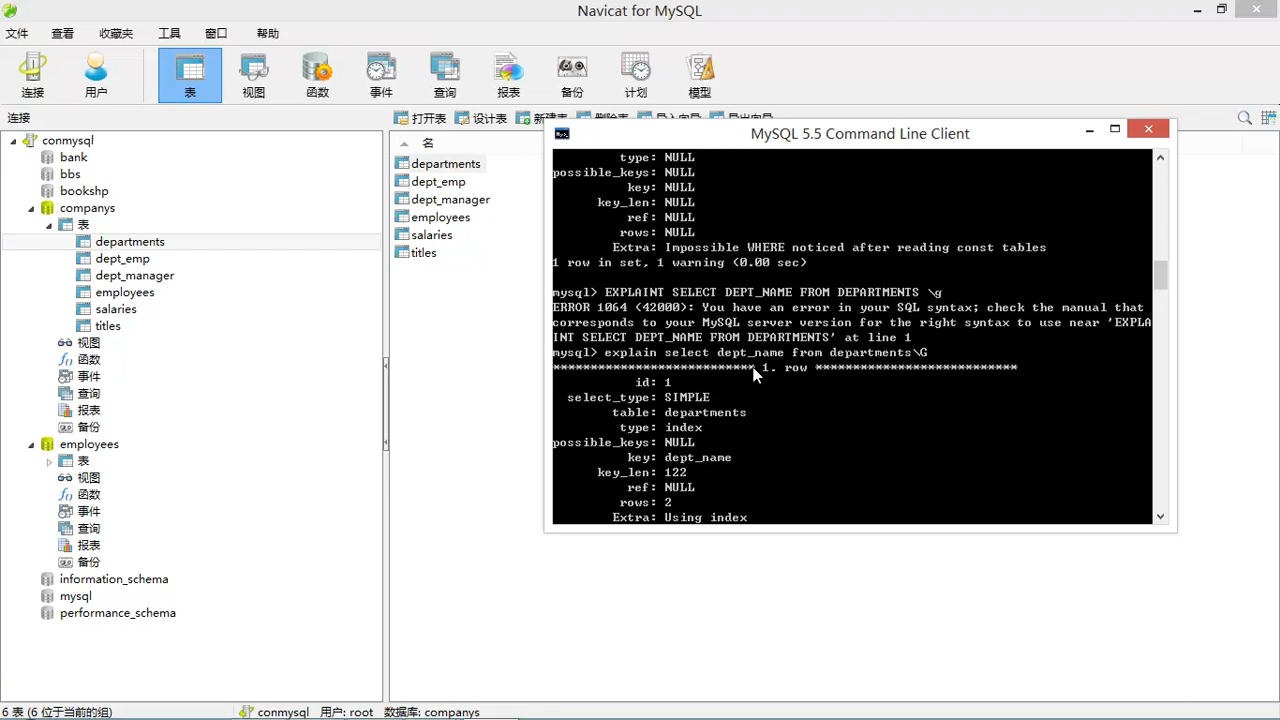 Navicat for MySQL
文件 查看 收藏夹 工具 窗口 帮助
连接 用户 表 视图 函数 事件 查询 报表 备份 计划 模型
连接
打开表 设计表 新建表 删除表 导入向导 导出向导
conmysql
bank
bbs
bookshp
companys
表
departments
dept_emp
dept_manager
employees
salaries
titles
视图
函数
事件
查询
报表
备份
employees
表
视图
函数
事件
查询
报表
备份
information_schema
mysql
performance_schema
名
departments
dept_emp
dept_manager
employees
salaries
titles
MySQL 5.5 Command Line Client
type: NULL
possible_keys: NULL
key: NULL
key_len: NULL
ref: NULL
rows: NULL
Extra: Impossible WHERE noticed after reading const tables
1 row in set, 1 warning (0.00 sec)
mysql> EXPLAINT SELECT DEPT_NAME FROM DEPARTMENTS \g
ERROR 1064 (42000): You have an error in your SQL syntax; check the manual that
corresponds to your MySQL server version for the right syntax to use near 'EXPLA
INT SELECT DEPT_NAME FROM DEPARTMENTS' at line 1
mysql> explain select dept_name from departments\G
*************************** 1. row ***************************
id: 1
select_type: SIMPLE
table: departments
type: index
possible_keys: NULL
key: dept_name
key_len: 122
ref: NULL
rows: 2
Extra: Using index
6 表 (6 位于当前的组) conmysql 用户: root 数据库: companys